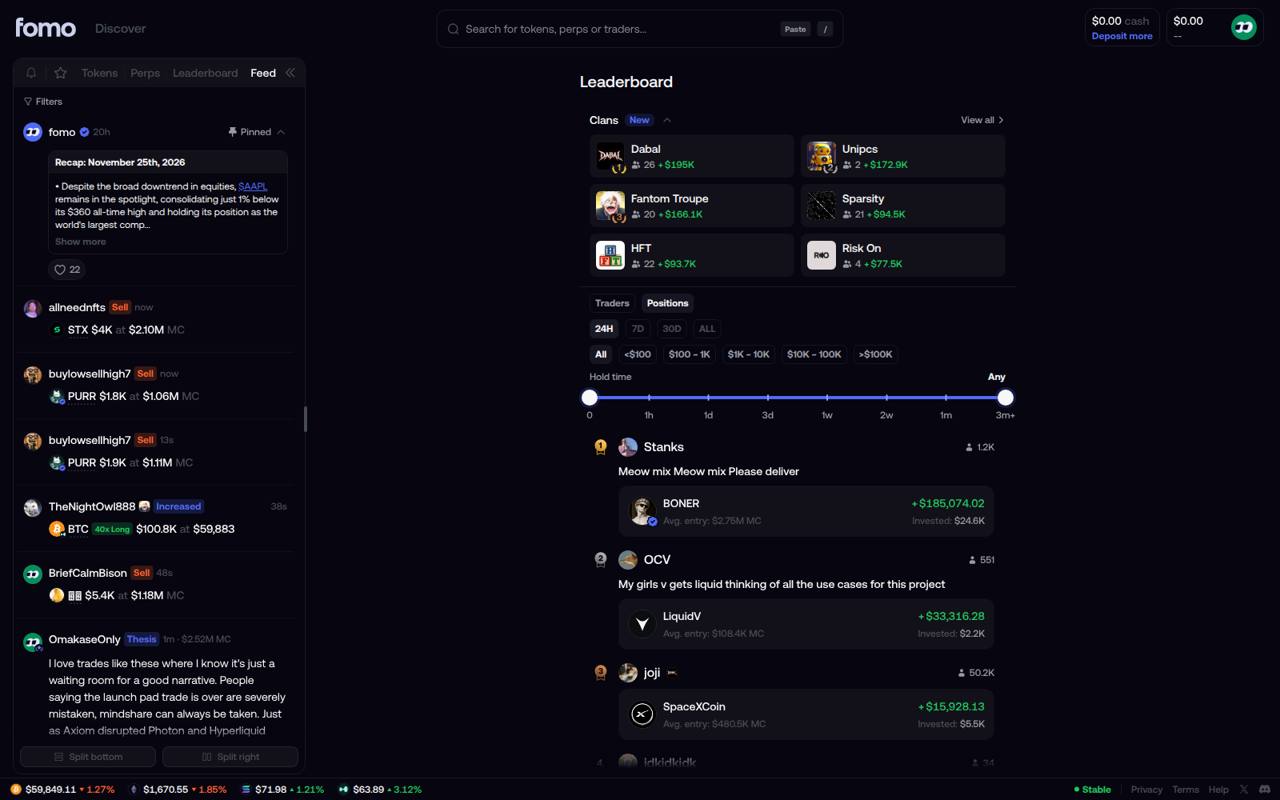 fomo
Discover
Search for tokens, perps or traders...
Paste
/
$0.00 cash
Deposit more
$0.00
--
Tokens Perps Leaderboard Feed
Filters
fomo 20h
Pinned
Recap: November 25th, 2026
• Despite the broad downtrend in equities, $AAPL
remains in the spotlight, consolidating just 1% below
its $360 all-time high and holding its position as the
world's largest comp...
Show more
22
allneednfts Sell now
STX $4K at $2.10M MC
buylowsellhigh7 Sell now
PURR $1.8K at $1.06M MC
buylowsellhigh7 Sell 13s
PURR $1.9K at $1.11M MC
TheNightOwl888 Increased 38s
BTC 40x Long $100.8K at $59,883
BriefCalmBison Sell 48s
$5.4K at $1.18M MC
OmakaseOnly Thesis 1m · $2.52M MC
I love trades like these where I know it's just a
waiting room for a good narrative. People
saying the launch pad trade is over are severely
mistaken, mindshare can always be taken. Just
as Axiom disrupted Photon and Hyperliquid
Split bottom
Split right
Leaderboard
Clans New
View all
Dabal
26 +$195K
Unipcs
2 +$172.9K
Fantom Troupe
20 +$166.1K
Sparsity
21 +$94.5K
HFT
22 +$93.7K
Risk On
4 +$77.5K
Traders Positions
24H 7D 30D ALL
All <$100 $100 - 1K $1K - 10K $10K - 100K >$100K
Hold time
Any
0 1h 1d 3d 1w 2w 1m 3m+
1 Stanks 1.2K
Meow mix Meow mix Please deliver
BONER +$185,074.02
Avg. entry: $2.75M MC Invested: $24.6K
2 OCV 551
My girls v gets liquid thinking of all the use cases for this project
LiquidV +$33,316.28
Avg. entry: $108.4K MC Invested: $2.2K
3 joji 50.2K
SpaceXCoin +$15,928.13
Avg. entry: $480.5K MC Invested: $5.5K
4 idkidkidk 34
$59,849.11 1.27% $1,670.55 1.85% $71.98 1.21% $63.89 3.12%
Stable
Privacy Terms Help